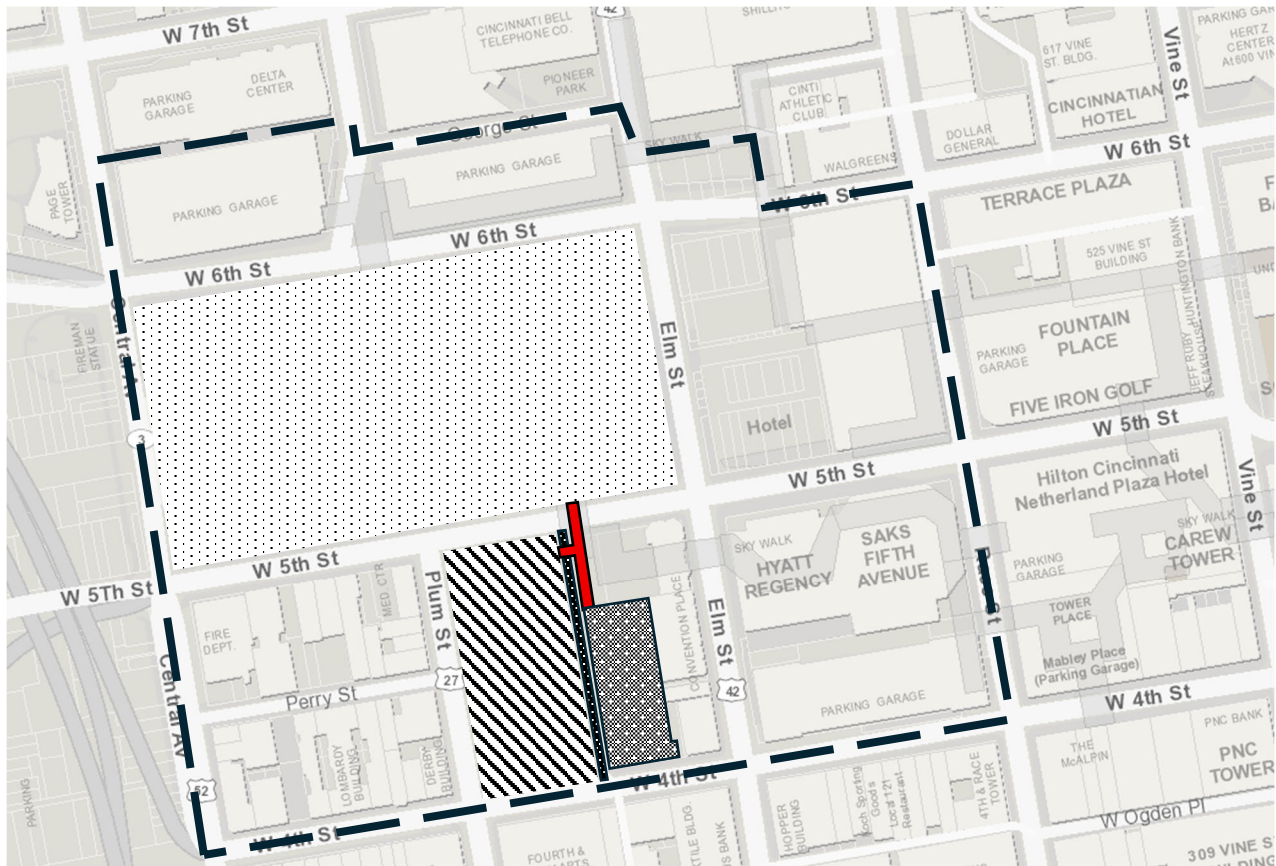 W 7th St
42
CINCINNATI BELL
TELEPHONE CO.
PARKING
GARAGE
DELTA
CENTER
PIONEER
PARK
George St
617 VINE
ST. BLDG.
Vine St
HERTZ
CENTER
CINCINNATIAN
HOTEL
CINTI
ATHLETIC
CLUB
SKY WALK
DOLLAR
GENERAL
W 6th St
PAGE
TOWER
PARKING GARAGE
PARKING GARAGE
WALGREENS
W 6th St
TERRACE PLAZA
W 6th St
W 6th St
525 VINE ST
BUILDING
HUNTINGTON BANK
JEFF RUBY
STEAKHOUSE
FIREMAN
STATUE
Central Av
3
Elm St
FOUNTAIN
PLACE
PARKING
GARAGE
FIVE IRON GOLF
Hotel
W 5th St
W 5th St
Hilton Cincinnati
Netherland Plaza Hotel
Vine St
SKY WALK
CAREW
TOWER
W 5th St
W 5Th St
SKY WALK
HYATT
REGENCY
SAKS
FIFTH
AVENUE
PARKING
GARAGE
Race St
TOWER
PLACE
Mabley Place
(Parking Garage)
Plum St
MED. CTR.
FIRE
DEPT.
CONVENTION PLACE
Elm St
42
27
Perry St
Central Av
LOMBARDY
BUILDING
DERBY
BUILDING
PARKING GARAGE
W 4th St
W 4th St
52
W 4th St
PARKING
THE
McALPIN
PNC BANK
PNC
TOWER
4TH & RACE
TOWER
Koch Sporting
Goods
Local 121
Restaurant
HOPPER
BUILDING
W Ogden Pl
309 VINE
FOURTH &